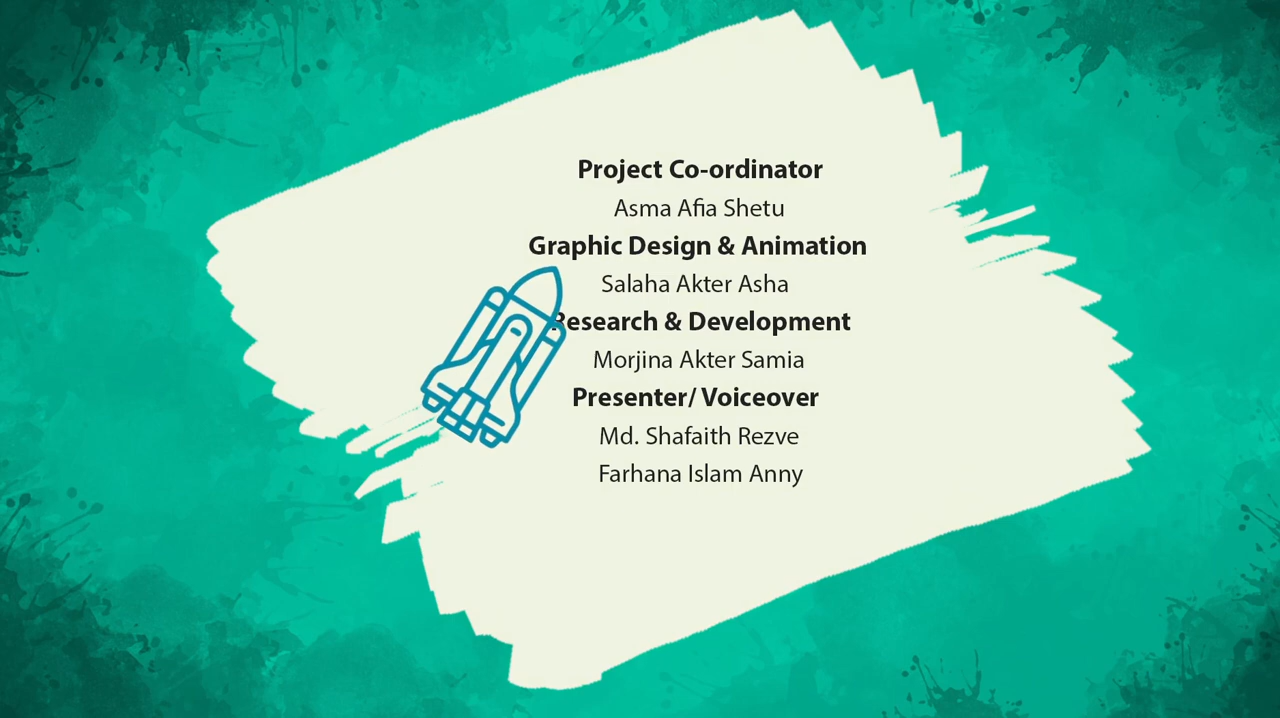 Project Co-ordinator
Asma Afia Shetu
Graphic Design & Animation
Salaha Akter Asha
Research & Development
Morjina Akter Samia
Presenter/ Voiceover
Md. Shafaith Rezve
Farhana Islam Anny